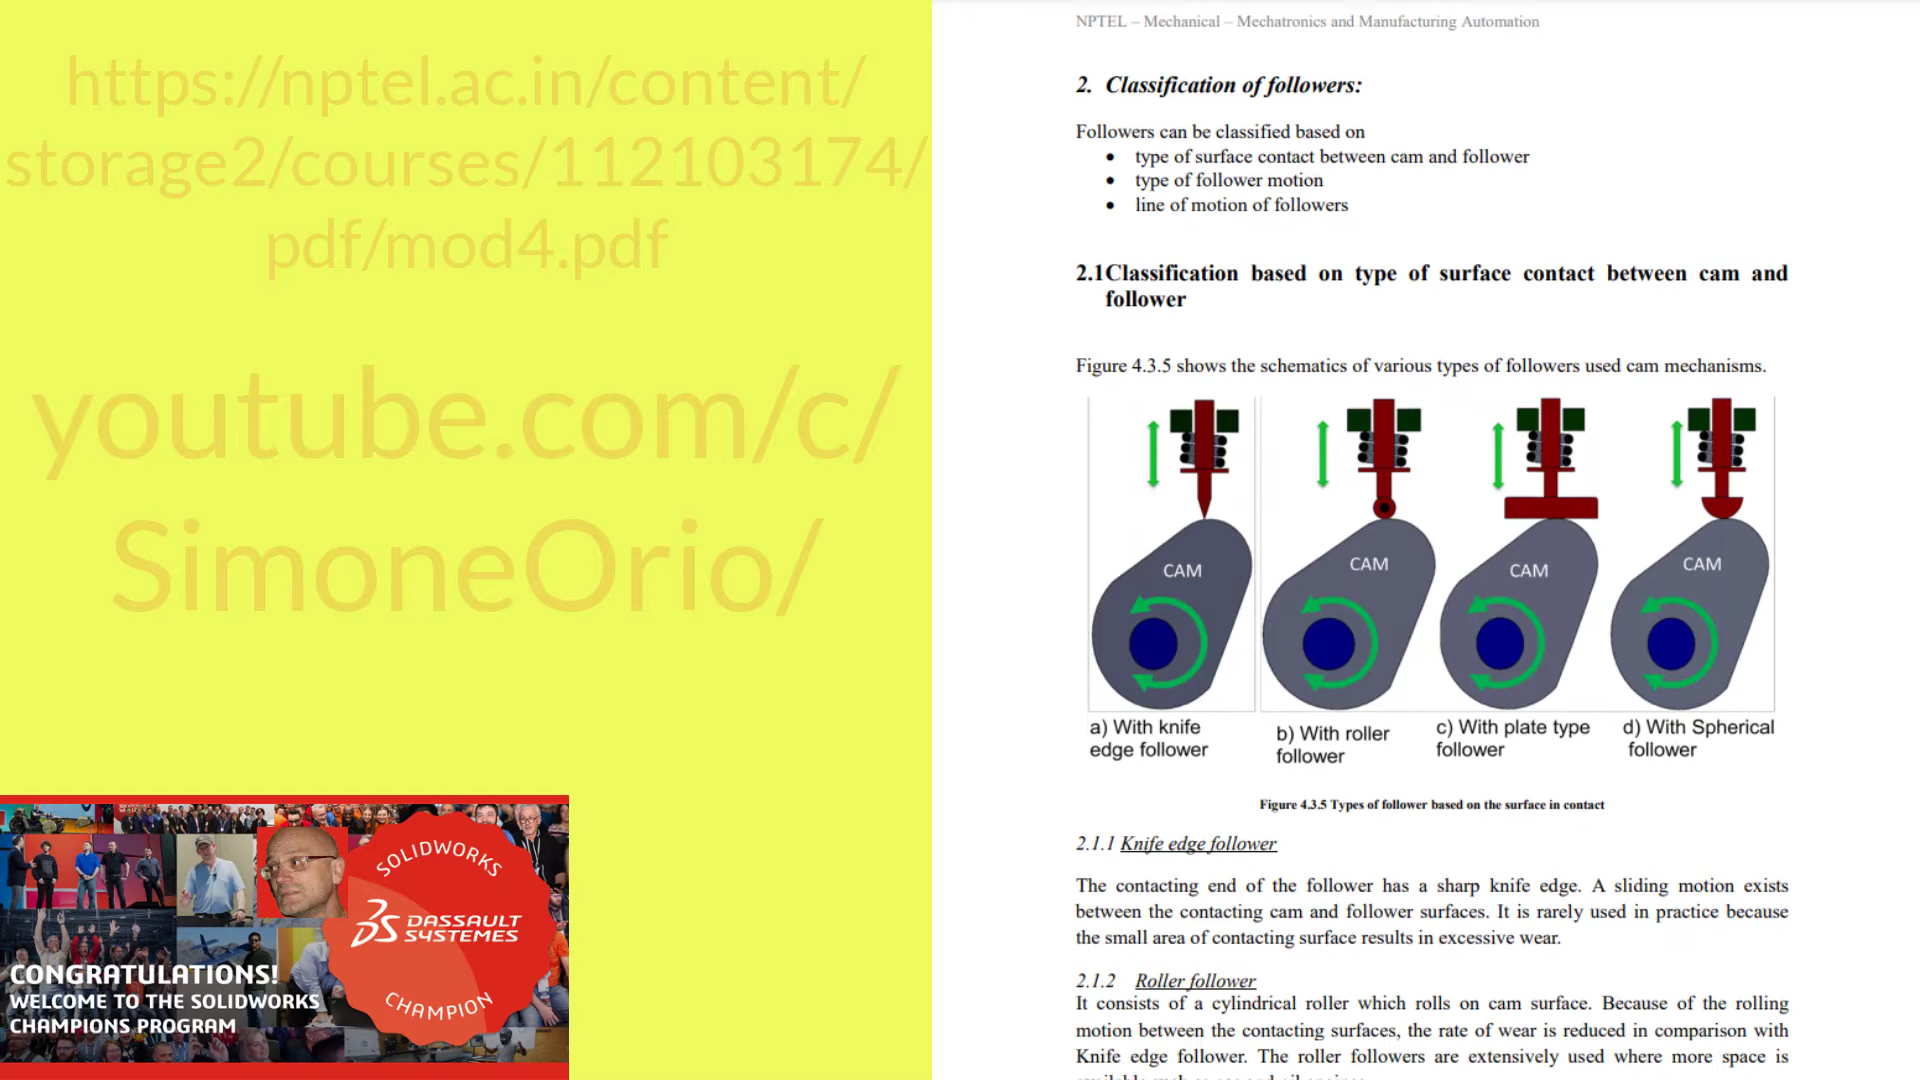 https://nptel.ac.in/content/
storage2/courses/112103174/
pdf/mod4.pdf
youtube.com/c/
SimoneOrio/
SOLIDWORKS
DASSAULT
SYSTEMES
CHAMPION
CONGRATULATIONS!
WELCOME TO THE SOLIDWORKS
CHAMPIONS PROGRAM
NPTEL – Mechanical – Mechatronics and Manufacturing Automation
2. Classification of followers:
Followers can be classified based on
• type of surface contact between cam and follower
• type of follower motion
• line of motion of followers
2.1Classification based on type of surface contact between cam and
follower
Figure 4.3.5 shows the schematics of various types of followers used cam mechanisms.
CAM
CAM
CAM
CAM
a) With knife
edge follower
b) With roller
follower
c) With plate type
follower
d) With Spherical
follower
Figure 4.3.5 Types of follower based on the surface in contact
2.1.1 Knife edge follower
The contacting end of the follower has a sharp knife edge. A sliding motion exists
between the contacting cam and follower surfaces. It is rarely used in practice because
the small area of contacting surface results in excessive wear.
2.1.2 Roller follower
It consists of a cylindrical roller which rolls on cam surface. Because of the rolling
motion between the contacting surfaces, the rate of wear is reduced in comparison with
Knife edge follower. The roller followers are extensively used where more space is